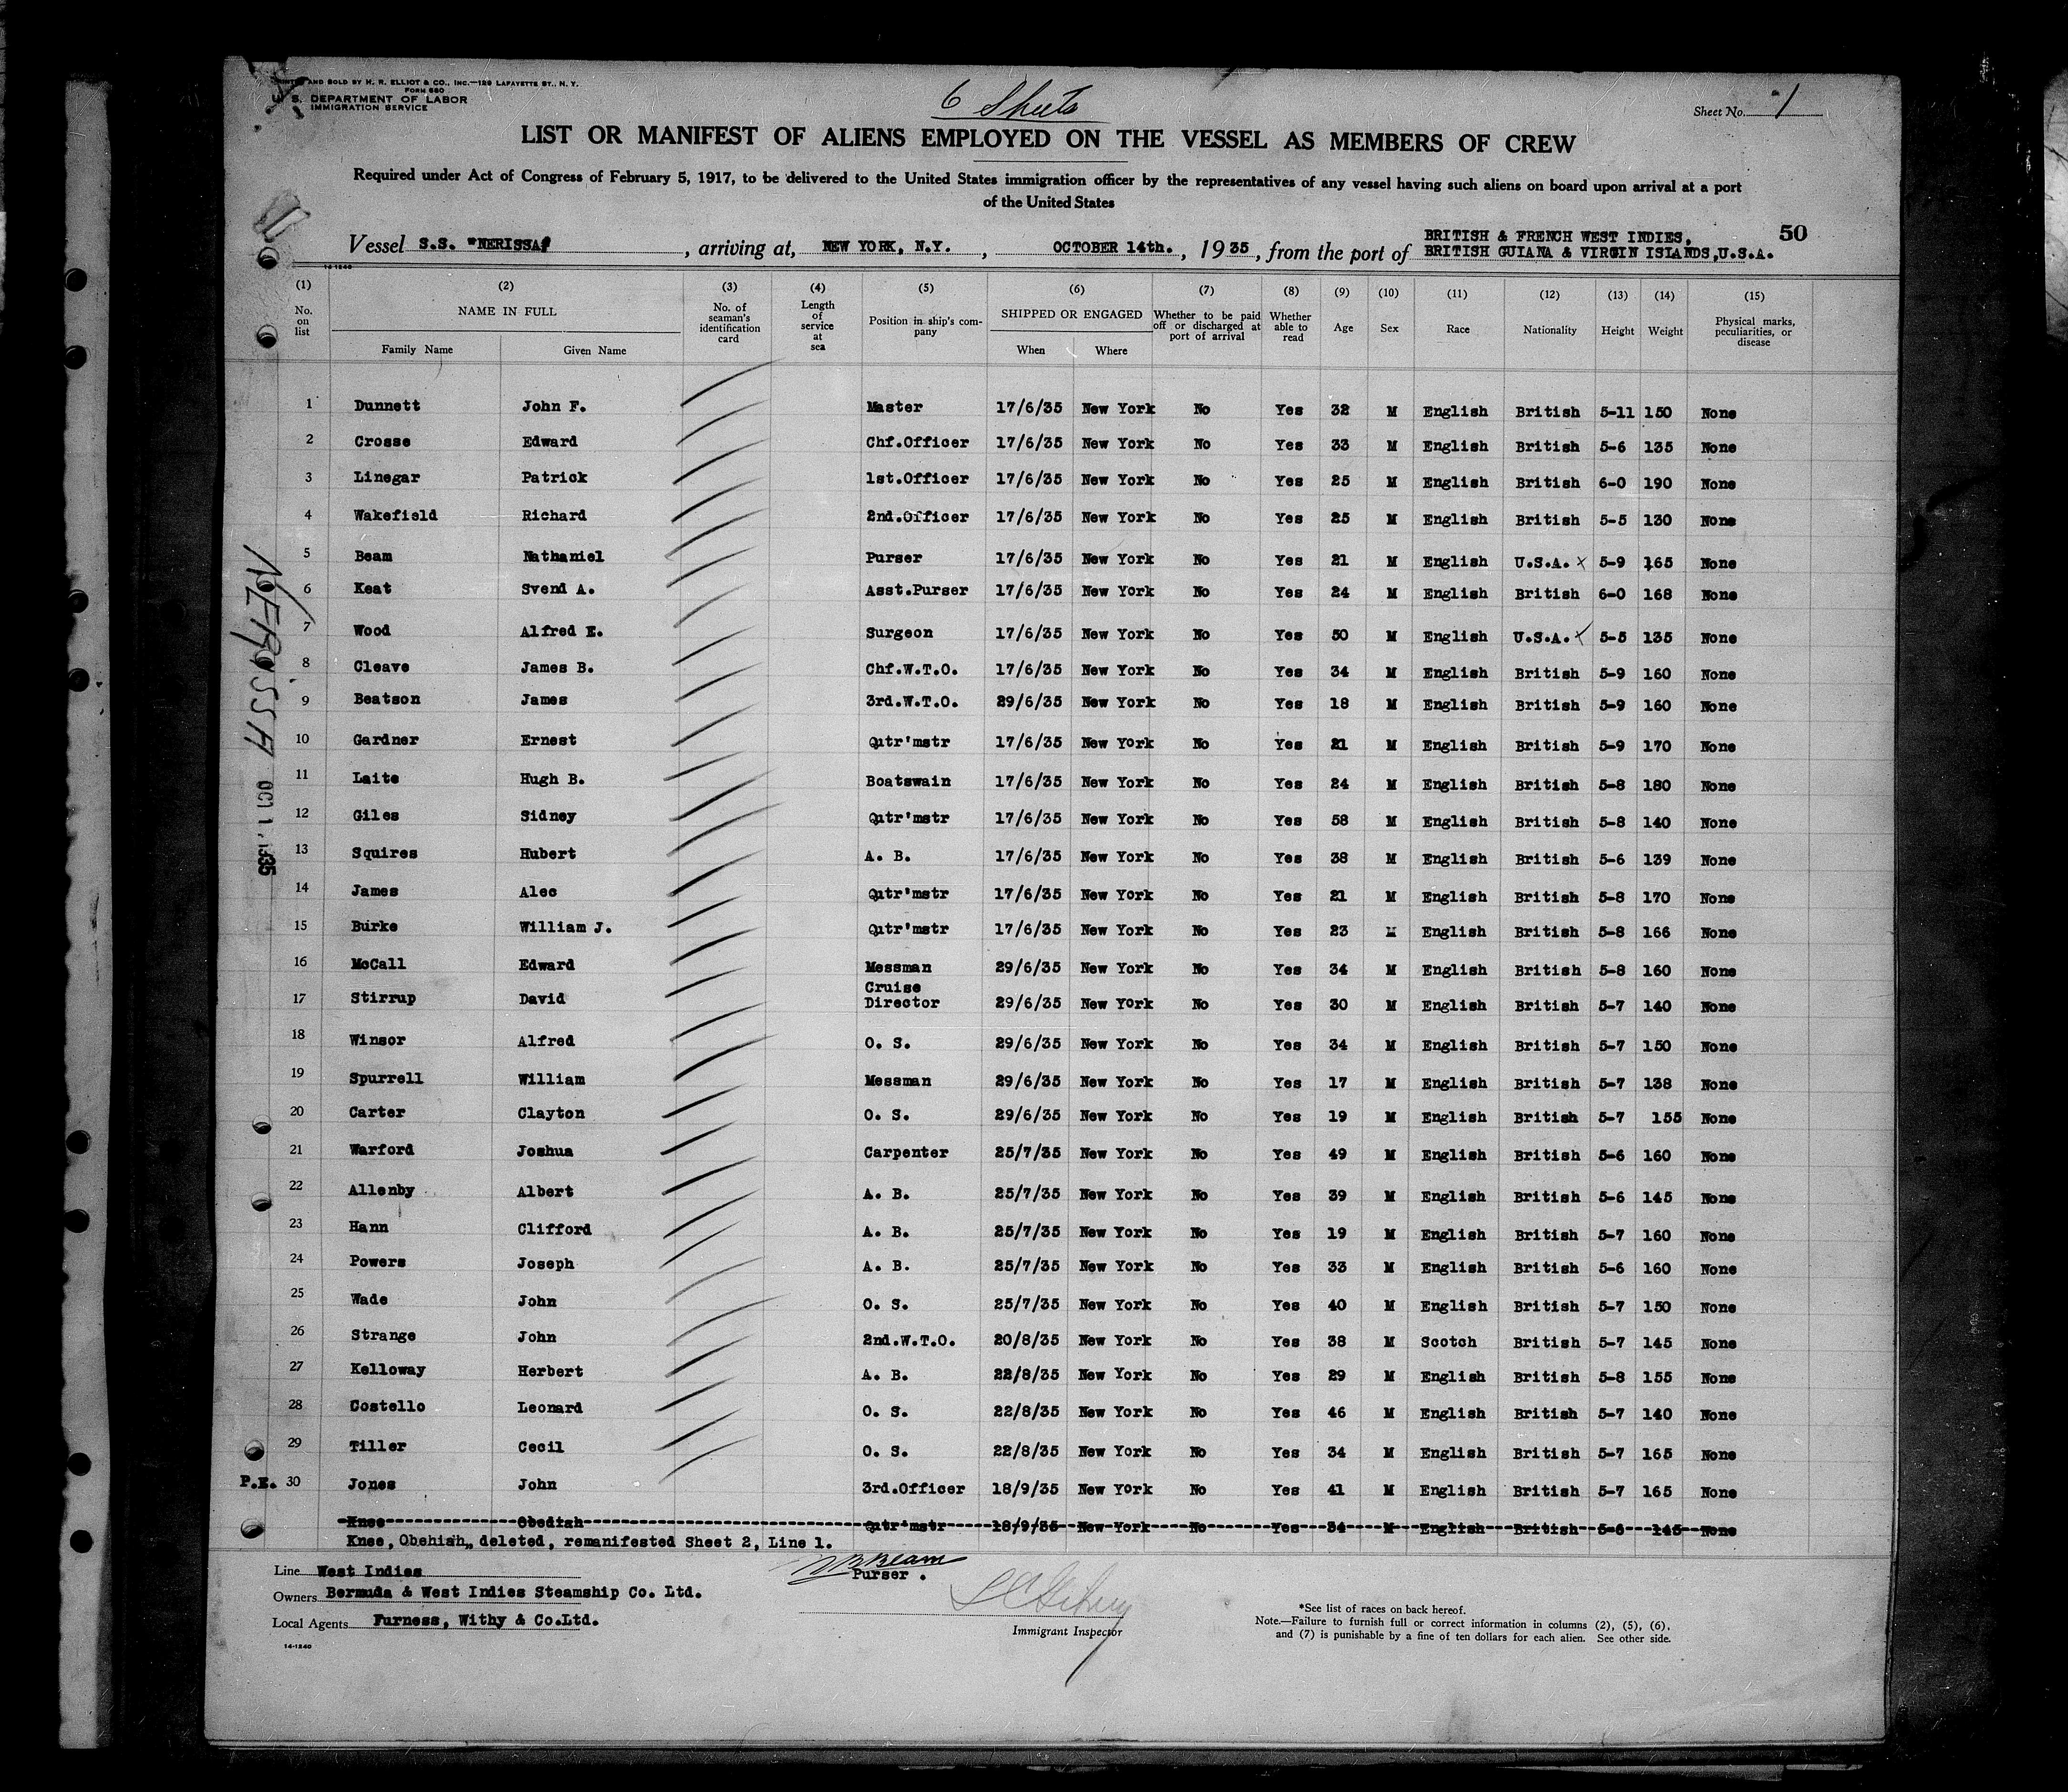 PRINTED AND SOLD BY H. R. ELLIOT & CO., INC.—129 LAFAYETTE ST., N. Y.
FORM 680
U. S. DEPARTMENT OF LABOR
IMMIGRATION SERVICE
6 Sheets
Sheet No. 1
LIST OR MANIFEST OF ALIENS EMPLOYED ON THE VESSEL AS MEMBERS OF CREW
Required under Act of Congress of February 5, 1917, to be delivered to the United States immigration officer by the representatives of any vessel having such aliens on board upon arrival at a port
of the United States
50
Vessel S.S. "NERISSA", arriving at, NEW YORK, N.Y., OCTOBER 14th., 1935, from the port of BRITISH & FRENCH WEST INDIES,
BRITISH GUIANA & VIRGIN ISLANDS,U.S.A.
14-1240
(1) (2) (3) (4) (5) (6) (7) (8) (9) (10) (11) (12) (13) (14) (15)
No. on list NAME IN FULL Family Name Given Name No. of seaman's identification card Length of service at sea Position in ship's company SHIPPED OR ENGAGED When Where Whether to be paid off or discharged at port of arrival Whether able to read Age Sex Race Nationality Height Weight Physical marks, peculiarities, or disease
1 Dunnett John F. Master 17/6/35 New York No Yes 32 M English British 5-11 150 None
2 Crosse Edward Chf.Officer 17/6/35 New York No Yes 33 M English British 5-6 135 None
3 Linegar Patrick 1st.Officer 17/6/35 New York No Yes 25 M English British 6-0 190 None
4 Wakefield Richard 2nd.Officer 17/6/35 New York No Yes 25 M English British 5-5 130 None
5 Beam Nathaniel Purser 17/6/35 New York No Yes 21 M English U.S.A. x 5-9 165 None
6 Keat Svend A. Asst.Purser 17/6/35 New York No Yes 24 M English British 6-0 168 None
7 Wood Alfred E. Surgeon 17/6/35 New York No Yes 50 M English U.S.A. x 5-5 135 None
8 Cleave James B. Chf.W.T.O. 17/6/35 New York No Yes 34 M English British 5-9 160 None
9 Beatson James 3rd.W.T.O. 29/6/35 New York No Yes 18 M English British 5-9 160 None
10 Gardner Ernest Qutr'mstr 17/6/35 New York No Yes 21 M English British 5-9 170 None
11 Laite Hugh B. Boatswain 17/6/35 New York No Yes 24 M English British 5-8 180 None
12 Giles Sidney Qutr'mstr 17/6/35 New York No Yes 58 M English British 5-8 140 None
13 Squires Hubert A. B. 17/6/35 New York No Yes 38 M English British 5-6 139 None
14 James Alec Qutr'mstr 17/6/35 New York No Yes 21 M English British 5-8 170 None
15 Burke William J. Qutr'mstr 17/6/35 New York No Yes 23 M English British 5-8 166 None
16 McCall Edward Messman 29/6/35 New York No Yes 34 M English British 5-8 160 None
17 Stirrup David Cruise Director 29/6/35 New York No Yes 30 M English British 5-7 140 None
18 Winsor Alfred O. S. 29/6/35 New York No Yes 34 M English British 5-7 150 None
19 Spurrell William Messman 29/6/35 New York No Yes 17 M English British 5-7 138 None
20 Carter Clayton O. S. 29/6/35 New York No Yes 19 M English British 5-7 155 None
21 Warford Joshua Carpenter 25/7/35 New York No Yes 49 M English British 5-6 160 None
22 Allenby Albert A. B. 25/7/35 New York No Yes 39 M English British 5-6 145 None
23 Hann Clifford A. B. 25/7/35 New York No Yes 19 M English British 5-7 160 None
24 Powers Joseph A. B. 25/7/35 New York No Yes 33 M English British 5-6 160 None
25 Wade John O. S. 25/7/35 New York No Yes 40 M English British 5-7 150 None
26 Strange John 2nd.W.T.O. 20/8/35 New York No Yes 38 M Scotch British 5-7 145 None
27 Kelloway Herbert A. B. 22/8/35 New York No Yes 29 M English British 5-8 155 None
28 Costello Leonard O. S. 22/8/35 New York No Yes 46 M English British 5-7 140 None
29 Tiller Cecil O. S. 22/8/35 New York No Yes 34 M English British 5-7 165 None
P.E. 30 Jones John 3rd.Officer 18/9/35 New York No Yes 41 M English British 5-7 165 None
Knee Obediah Qutr'mstr 18/9/35 New York No Yes 34 M English British 5-6 145 None
Knee, Obehiah,, deleted, remanifested Sheet 2, Line 1.
NERISSA
Line West Indies
Owners Bermuda & West Indies Steamship Co. Ltd.
Local Agents Furness, Withy & Co.Ltd.
14-1240
N B Beam
Purser .
Immigrant Inspector
*See list of races on back hereof.
Note.—Failure to furnish full or correct information in columns (2), (5), (6),
and (7) is punishable by a fine of ten dollars for each alien. See other side.